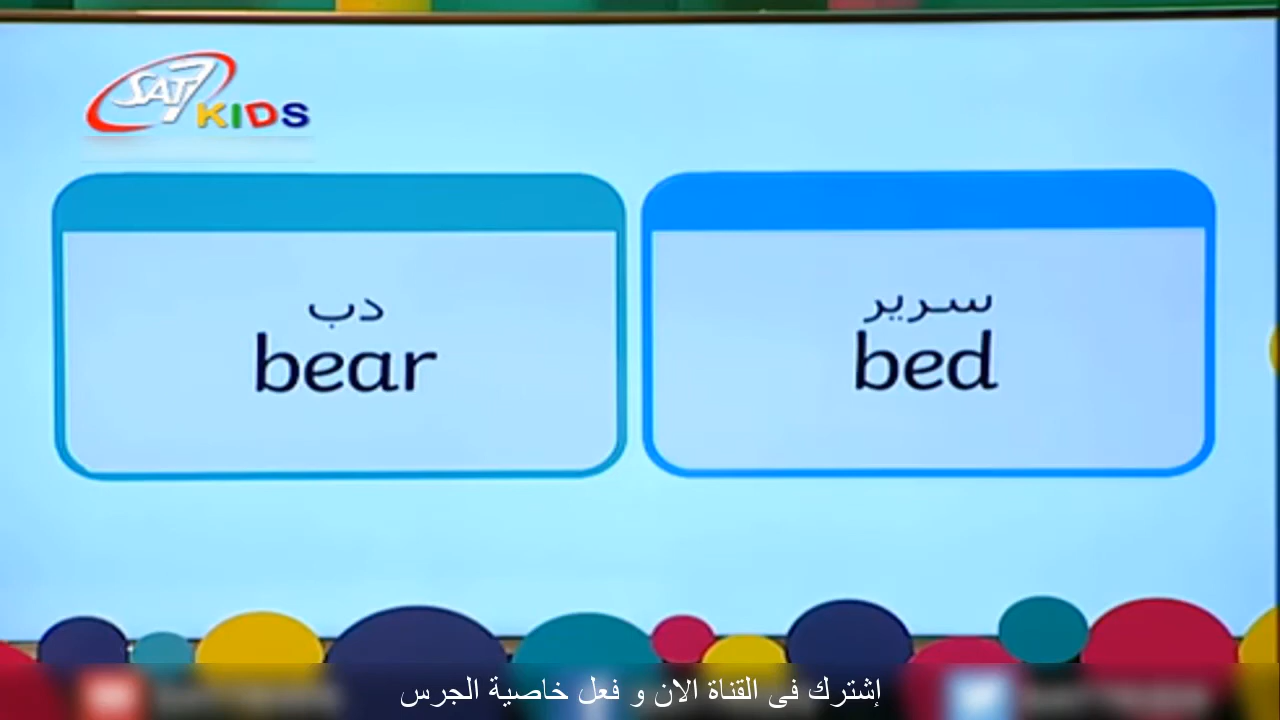 SAT7 KIDS
دب
bear
سرير
bed
إشترك فى القناة الان و فعل خاصية الجرس